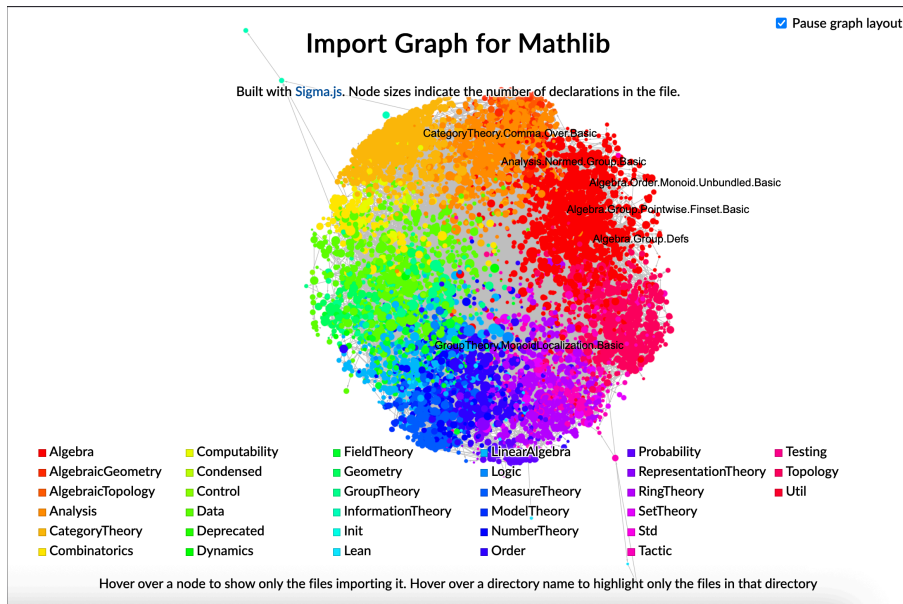 Pause graph layout
Import Graph for Mathlib
Built with Sigma.js. Node sizes indicate the number of declarations in the file.
CategoryTheory.Comma.Over.Basic
Analysis.Normed.Group.Basic
Algebra.Order.Monoid.Unbundled.Basic
Algebra.Group.Pointwise.Finset.Basic
Algebra.Group.Defs
GroupTheory.MonoidLocalization.Basic
Algebra
AlgebraicGeometry
AlgebraicTopology
Analysis
CategoryTheory
Combinatorics
Computability
Condensed
Control
Data
Deprecated
Dynamics
FieldTheory
Geometry
GroupTheory
InformationTheory
Init
Lean
LinearAlgebra
Logic
MeasureTheory
ModelTheory
NumberTheory
Order
Probability
RepresentationTheory
RingTheory
SetTheory
Std
Tactic
Testing
Topology
Util
Hover over a node to show only the files importing it. Hover over a directory name to highlight only the files in that directory